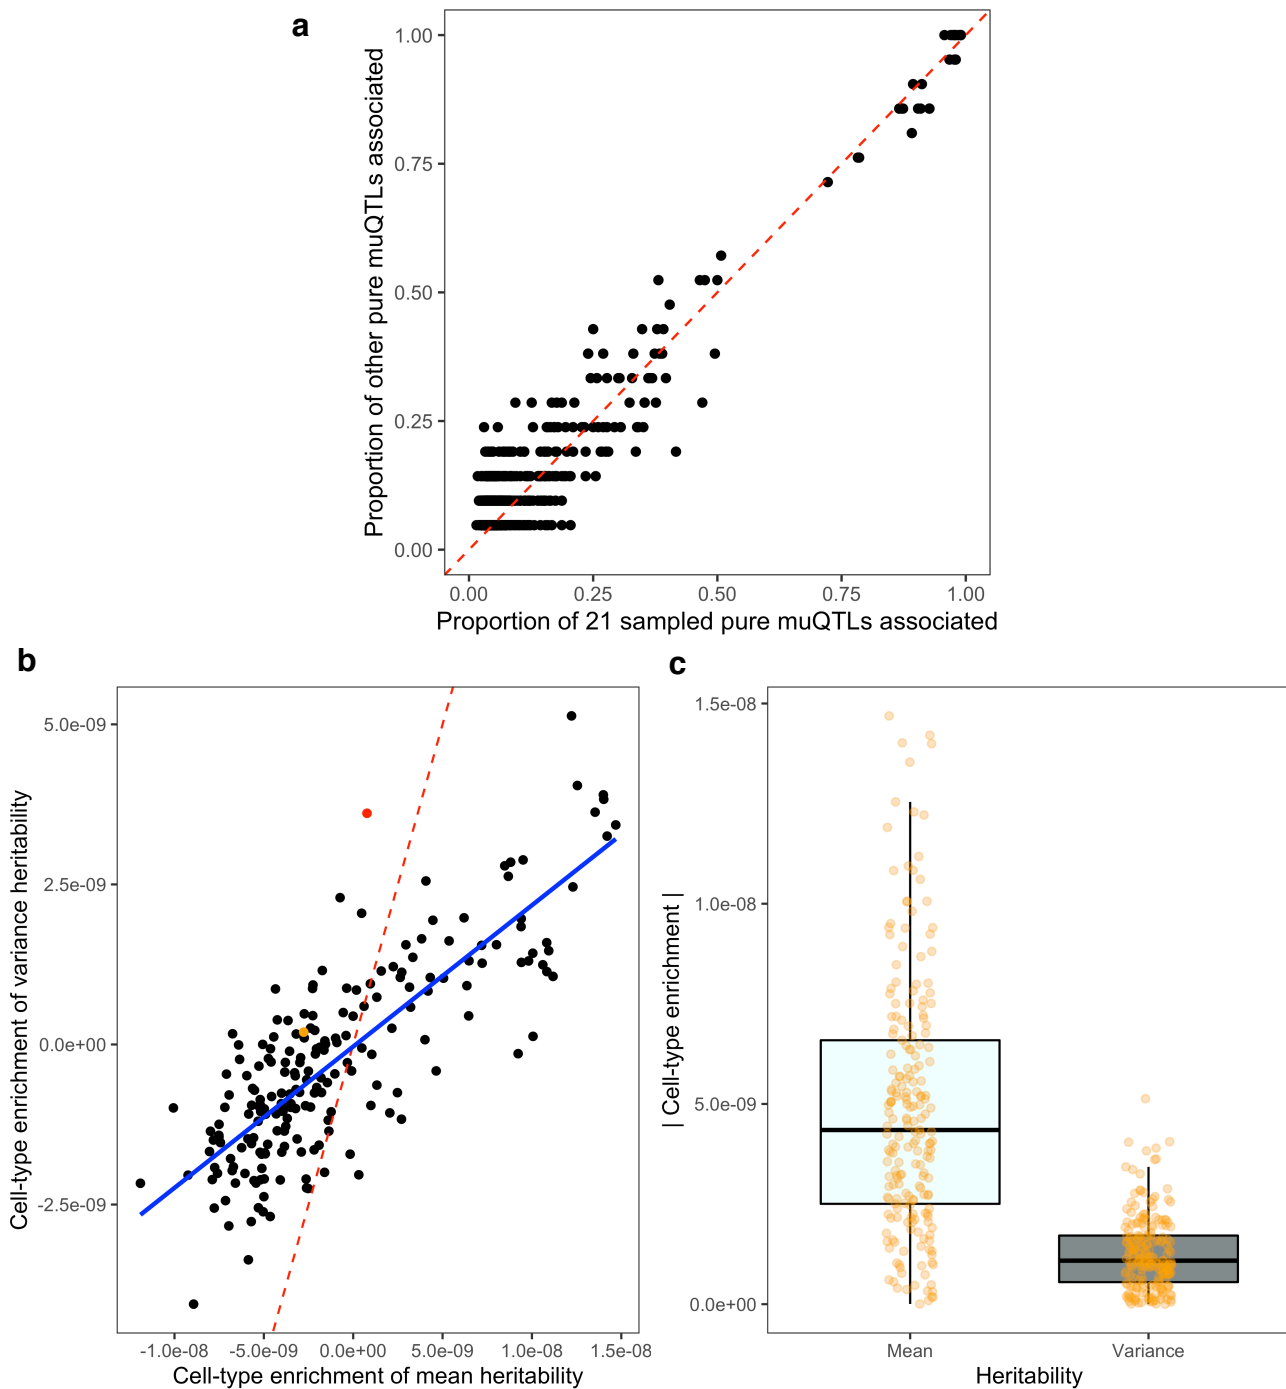 a
Proportion of other pure muQTLs associated
1.00
0.75
0.50
0.25
0.00
0.00 0.25 0.50 0.75 1.00
Proportion of 21 sampled pure muQTLs associated
b
Cell-type enrichment of variance heritability
5.0e-09
2.5e-09
0.0e+00
-2.5e-09
-1.0e-08 -5.0e-09 0.0e+00 5.0e-09 1.0e-08 1.5e-08
Cell-type enrichment of mean heritability
c
| Cell-type enrichment |
1.5e-08
1.0e-08
5.0e-09
0.0e+00
Mean Variance
Heritability